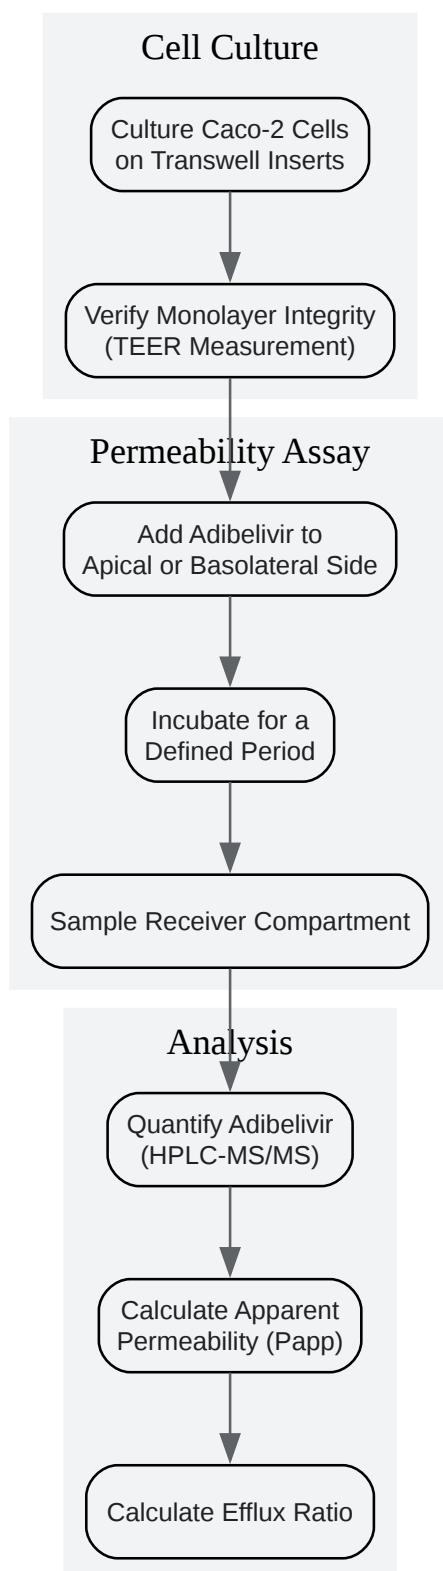 Cell Culture
Culture Caco-2 Cells
on Transwell Inserts
Verify Monolayer Integrity
(TEER Measurement)
Permeability Assay
Add Adibelivir to
Apical or Basolateral Side
Incubate for a
Defined Period
Sample Receiver Compartment
Analysis
Quantify Adibelivir
(HPLC-MS/MS)
Calculate Apparent
Permeability (Papp)
Calculate Efflux Ratio